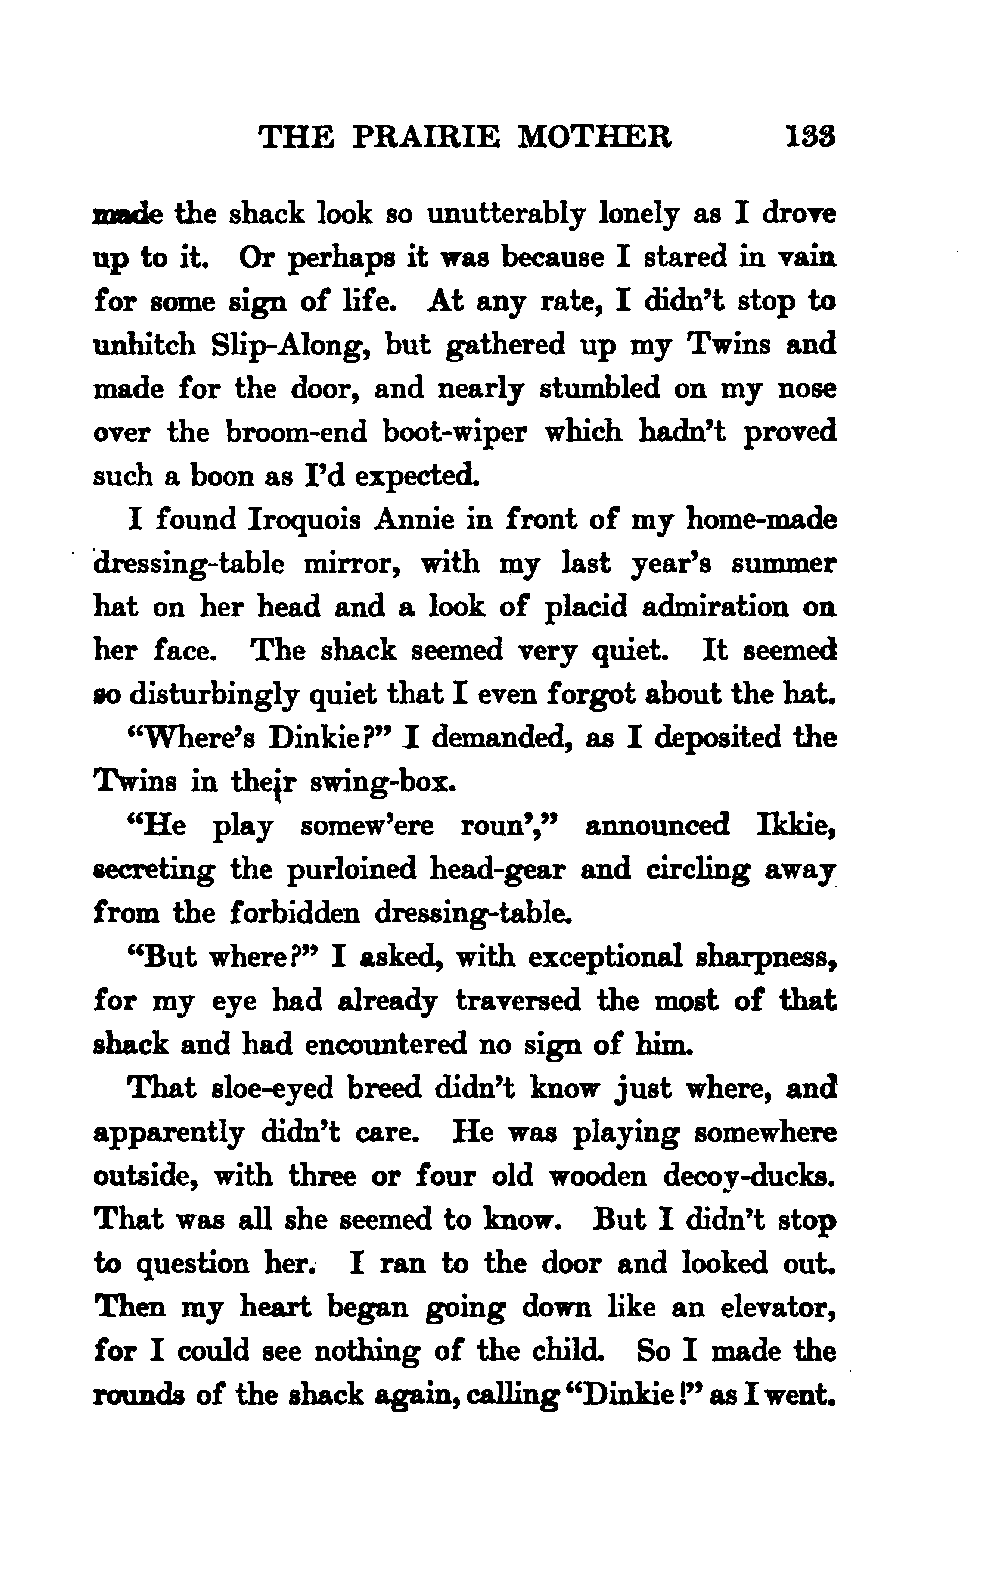 THE PRAIRIE MOTHER 133
made the shack look so unutterably lonely as I drove
up to it. Or perhaps it was because I stared in vain
for some sign of life. At any rate, I didn't stop to
unhitch Slip-Along, but gathered up my Twins and
made for the door, and nearly stumbled on my nose
over the broom-end boot-wiper which hadn't proved
such a boon as I'd expected.
I found Iroquois Annie in front of my home-made
dressing-table mirror, with my last year's summer
hat on her head and a look of placid admiration on
her face. The shack seemed very quiet. It seemed
so disturbingly quiet that I even forgot about the hat.
“Where's Dinkie?” I demanded, as I deposited the
Twins in their swing-box.
“He play somew'ere roun',” announced Ikkie,
secreting the purloined head-gear and circling away
from the forbidden dressing-table.
“But where?” I asked, with exceptional sharpness,
for my eye had already traversed the most of that
shack and had encountered no sign of him.
That sloe-eyed breed didn't know just where, and
apparently didn't care. He was playing somewhere
outside, with three or four old wooden decoy-ducks.
That was all she seemed to know. But I didn't stop
to question her. I ran to the door and looked out.
Then my heart began going down like an elevator,
for I could see nothing of the child. So I made the
rounds of the shack again, calling “Dinkie!” as I went.